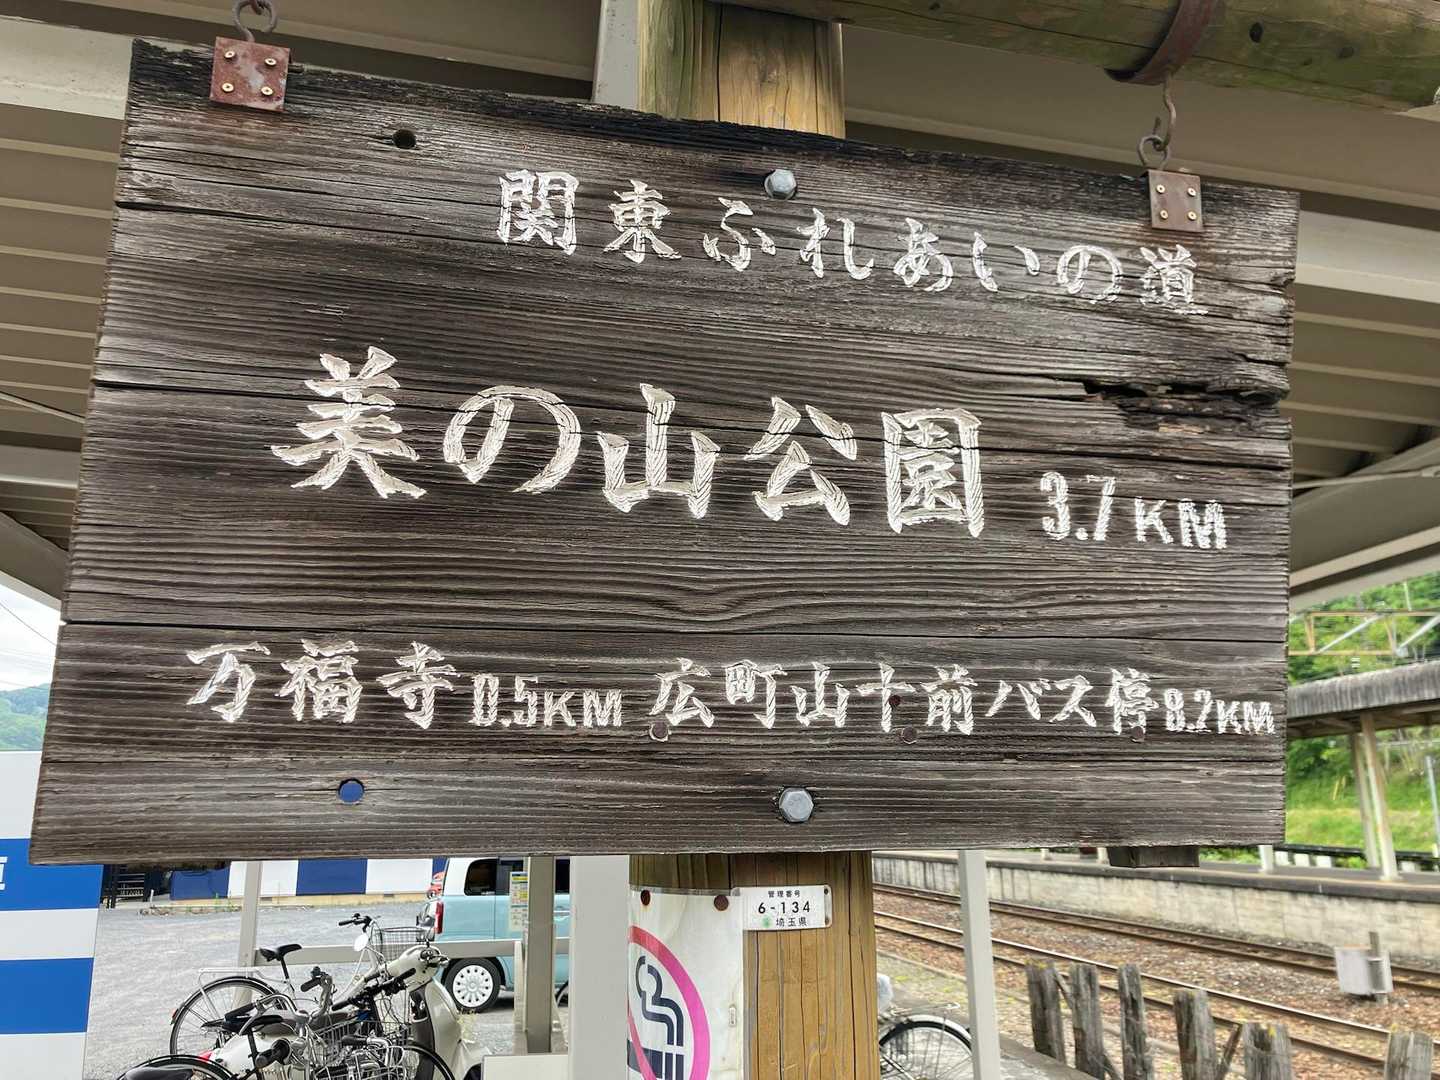 関東ふれあいの道
美の山公園 3.7KM
万福寺0.5KM 広町山十前バス停8.2KM
管理番号
6-134
埼玉県